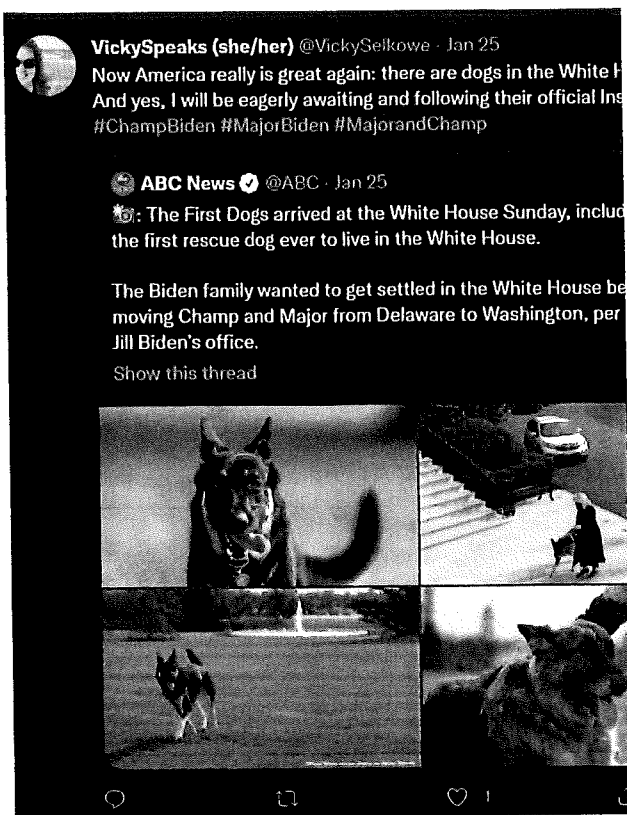 VickySpeaks (she/her) @VickySelkowe · Jan 25
Now America really is great again: there are dogs in the White
And yes, I will be eagerly awaiting and following their official
#ChampBiden #MajorBiden #MajorandChamp
ABC News @ABC · Jan 25
📸: The First Dogs arrived at the White House Sunday,
the first rescue dog ever to live in the White House.
The Biden family wanted to get settled in the White House
moving Champ and Major from Delaware to Washington, per
Jill Biden's office.
Show this thread
1